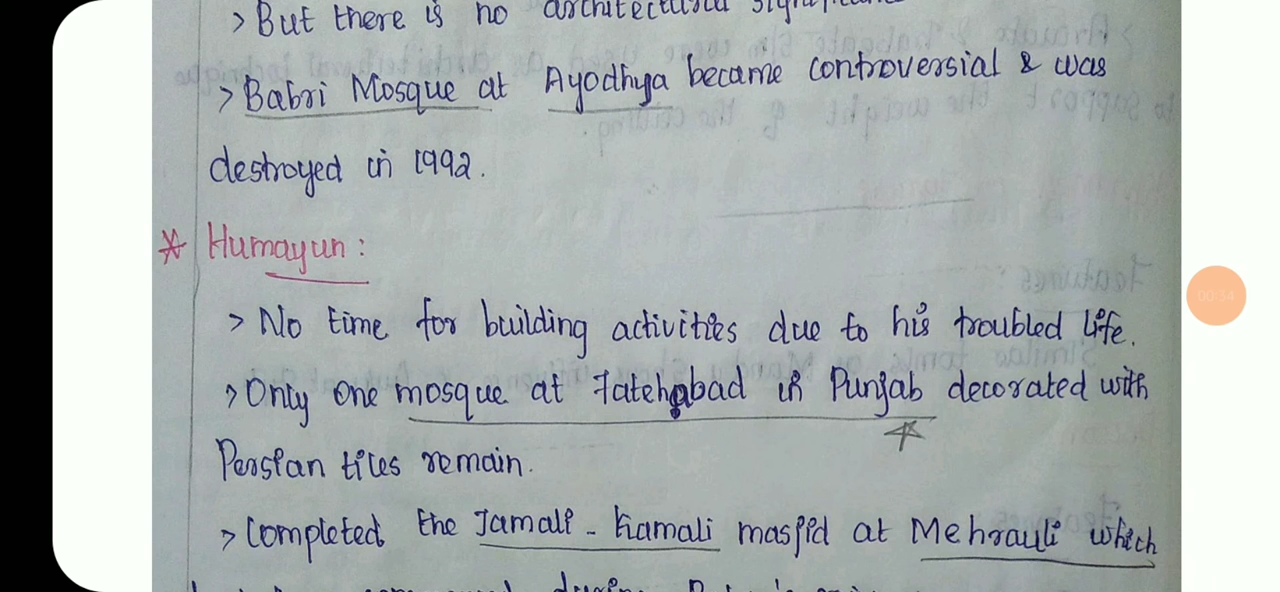 > But there is no
> Babri Mosque at Ayodhya became controversial & was
destroyed in 1992.
* Humayun:
> No time for building activities due to his troubled life.
> Only one mosque at Fatehabad in Punjab decorated with
Persian tiles remain.
> Completed the Jamali - Kamali masjid at Mehrauli which
00:34